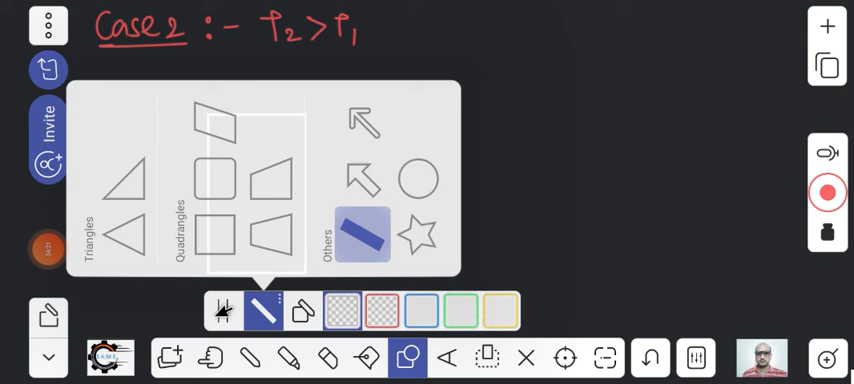 Case 2 :- P₂ > P₁
Invite
Triangles
Quadrangles
Others